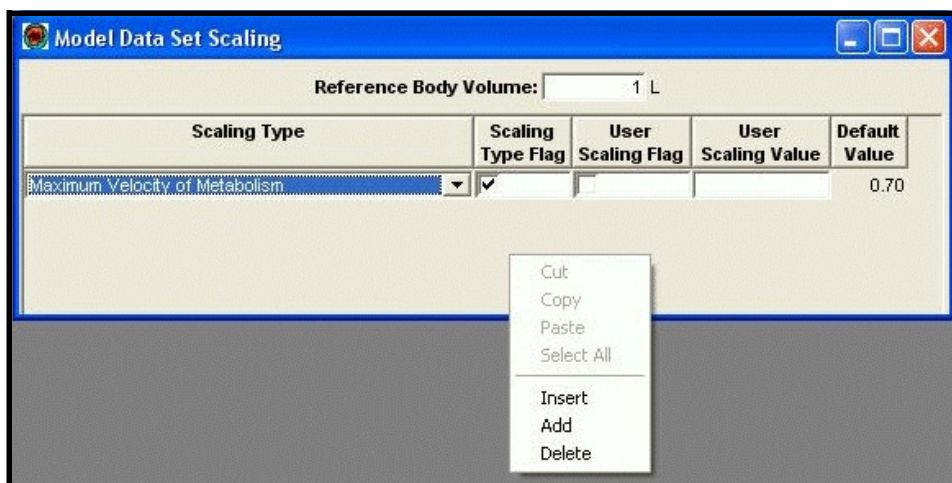 Model Data Set Scaling
Reference Body Volume: 1 L
Scaling Type
Scaling Type Flag
User Scaling Flag
User Scaling Value
Default Value
Maximum Velocity of Metabolism
0.70
Cut
Copy
Paste
Select All
Insert
Add
Delete